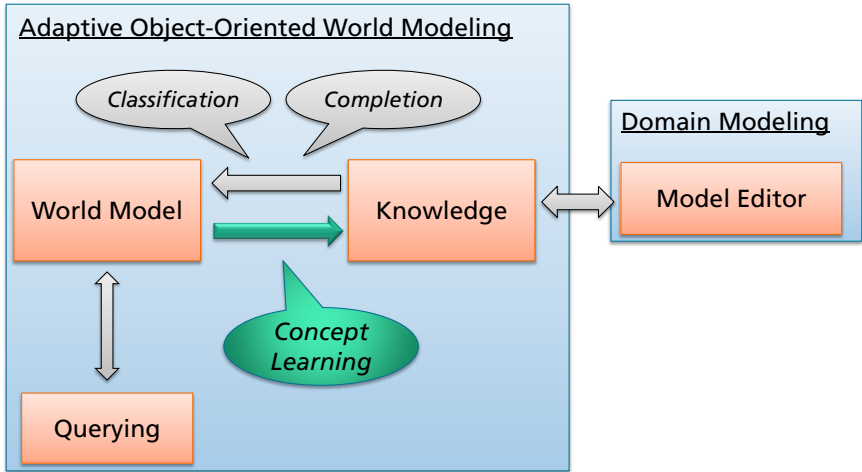 Adaptive Object-Oriented World Modeling
Classification
Completion
Domain Modeling
World Model
Knowledge
Model Editor
Concept
Learning
Querying